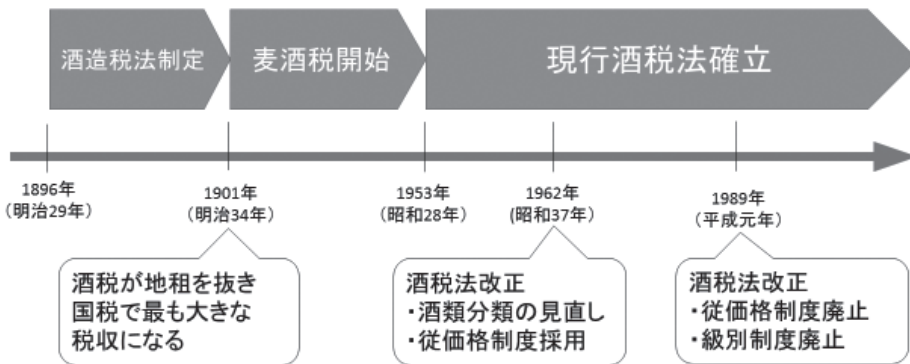 酒造税法制定
麦酒税開始
現行酒税法確立
1896年
（明治29年）
1901年
（明治34年）
1953年
（昭和28年）
1962年
(昭和37年）
1989年
（平成元年）
酒税が地租を抜き
国税で最も大きな
税収になる
酒税法改正
・酒類分類の見直し
・従価格制度採用
酒税法改正
・従価格制度廃止
・級別制度廃止